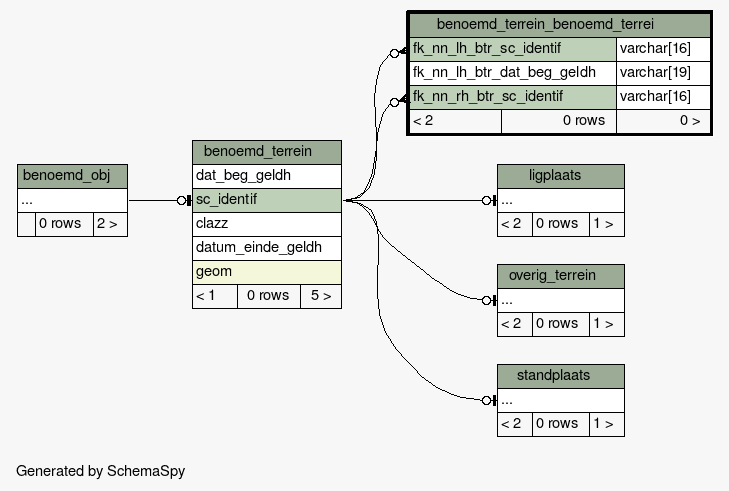 benoemd_terrein_benoemd_terrei
fk_nn_lh_btr_sc_identif varchar[16]
fk_nn_lh_btr_dat_beg_geldh varchar[19]
fk_nn_rh_btr_sc_identif varchar[16]
< 2 0 rows 0 >
benoemd_terrein
dat_beg_geldh
sc_identif
clazz
datum_einde_geldh
geom
< 1 0 rows 5 >
benoemd_obj
...
0 rows 2 >
ligplaats
...
< 2 0 rows 1 >
overig_terrein
...
< 2 0 rows 1 >
standplaats
...
< 2 0 rows 1 >
Generated by SchemaSpy